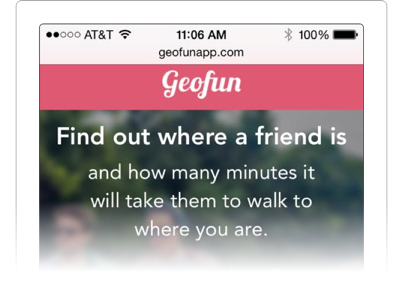 AT&T 11:06 AM 100%
geofunapp.com
Geofun
Find out where a friend is
and how many minutes it
will take them to walk to
where you are.